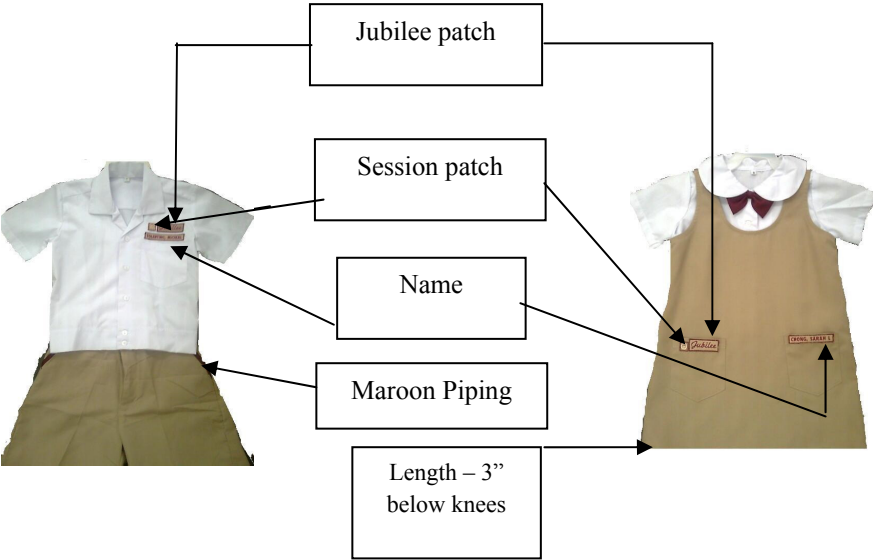 Jubilee patch
Session patch
Name
Maroon Piping
Length – 3”
below knees
Jubilee
CHONG, SARAH S.